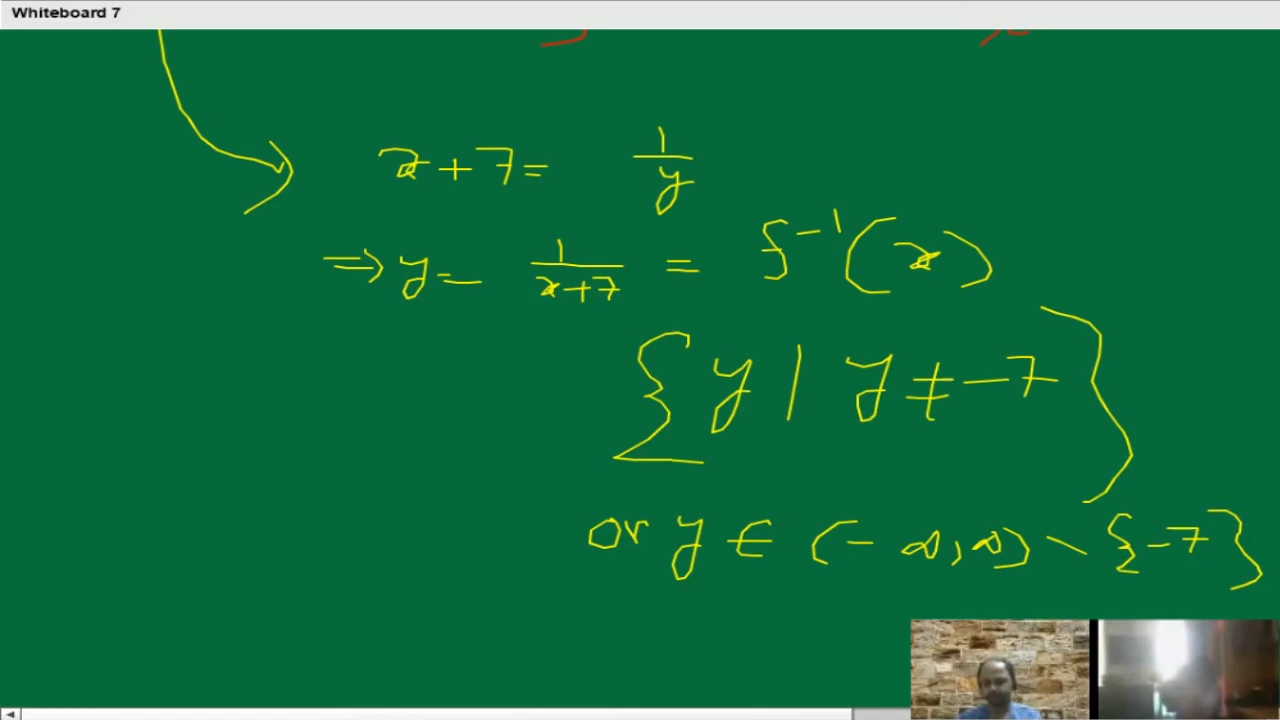 Whiteboard 7
x + 7 = 1/y
⇒ y = 1/(x+7) = f⁻¹(x)
{ y | y ≠ -7 }
or y ∈ (-∞, ∞) \ {-7}